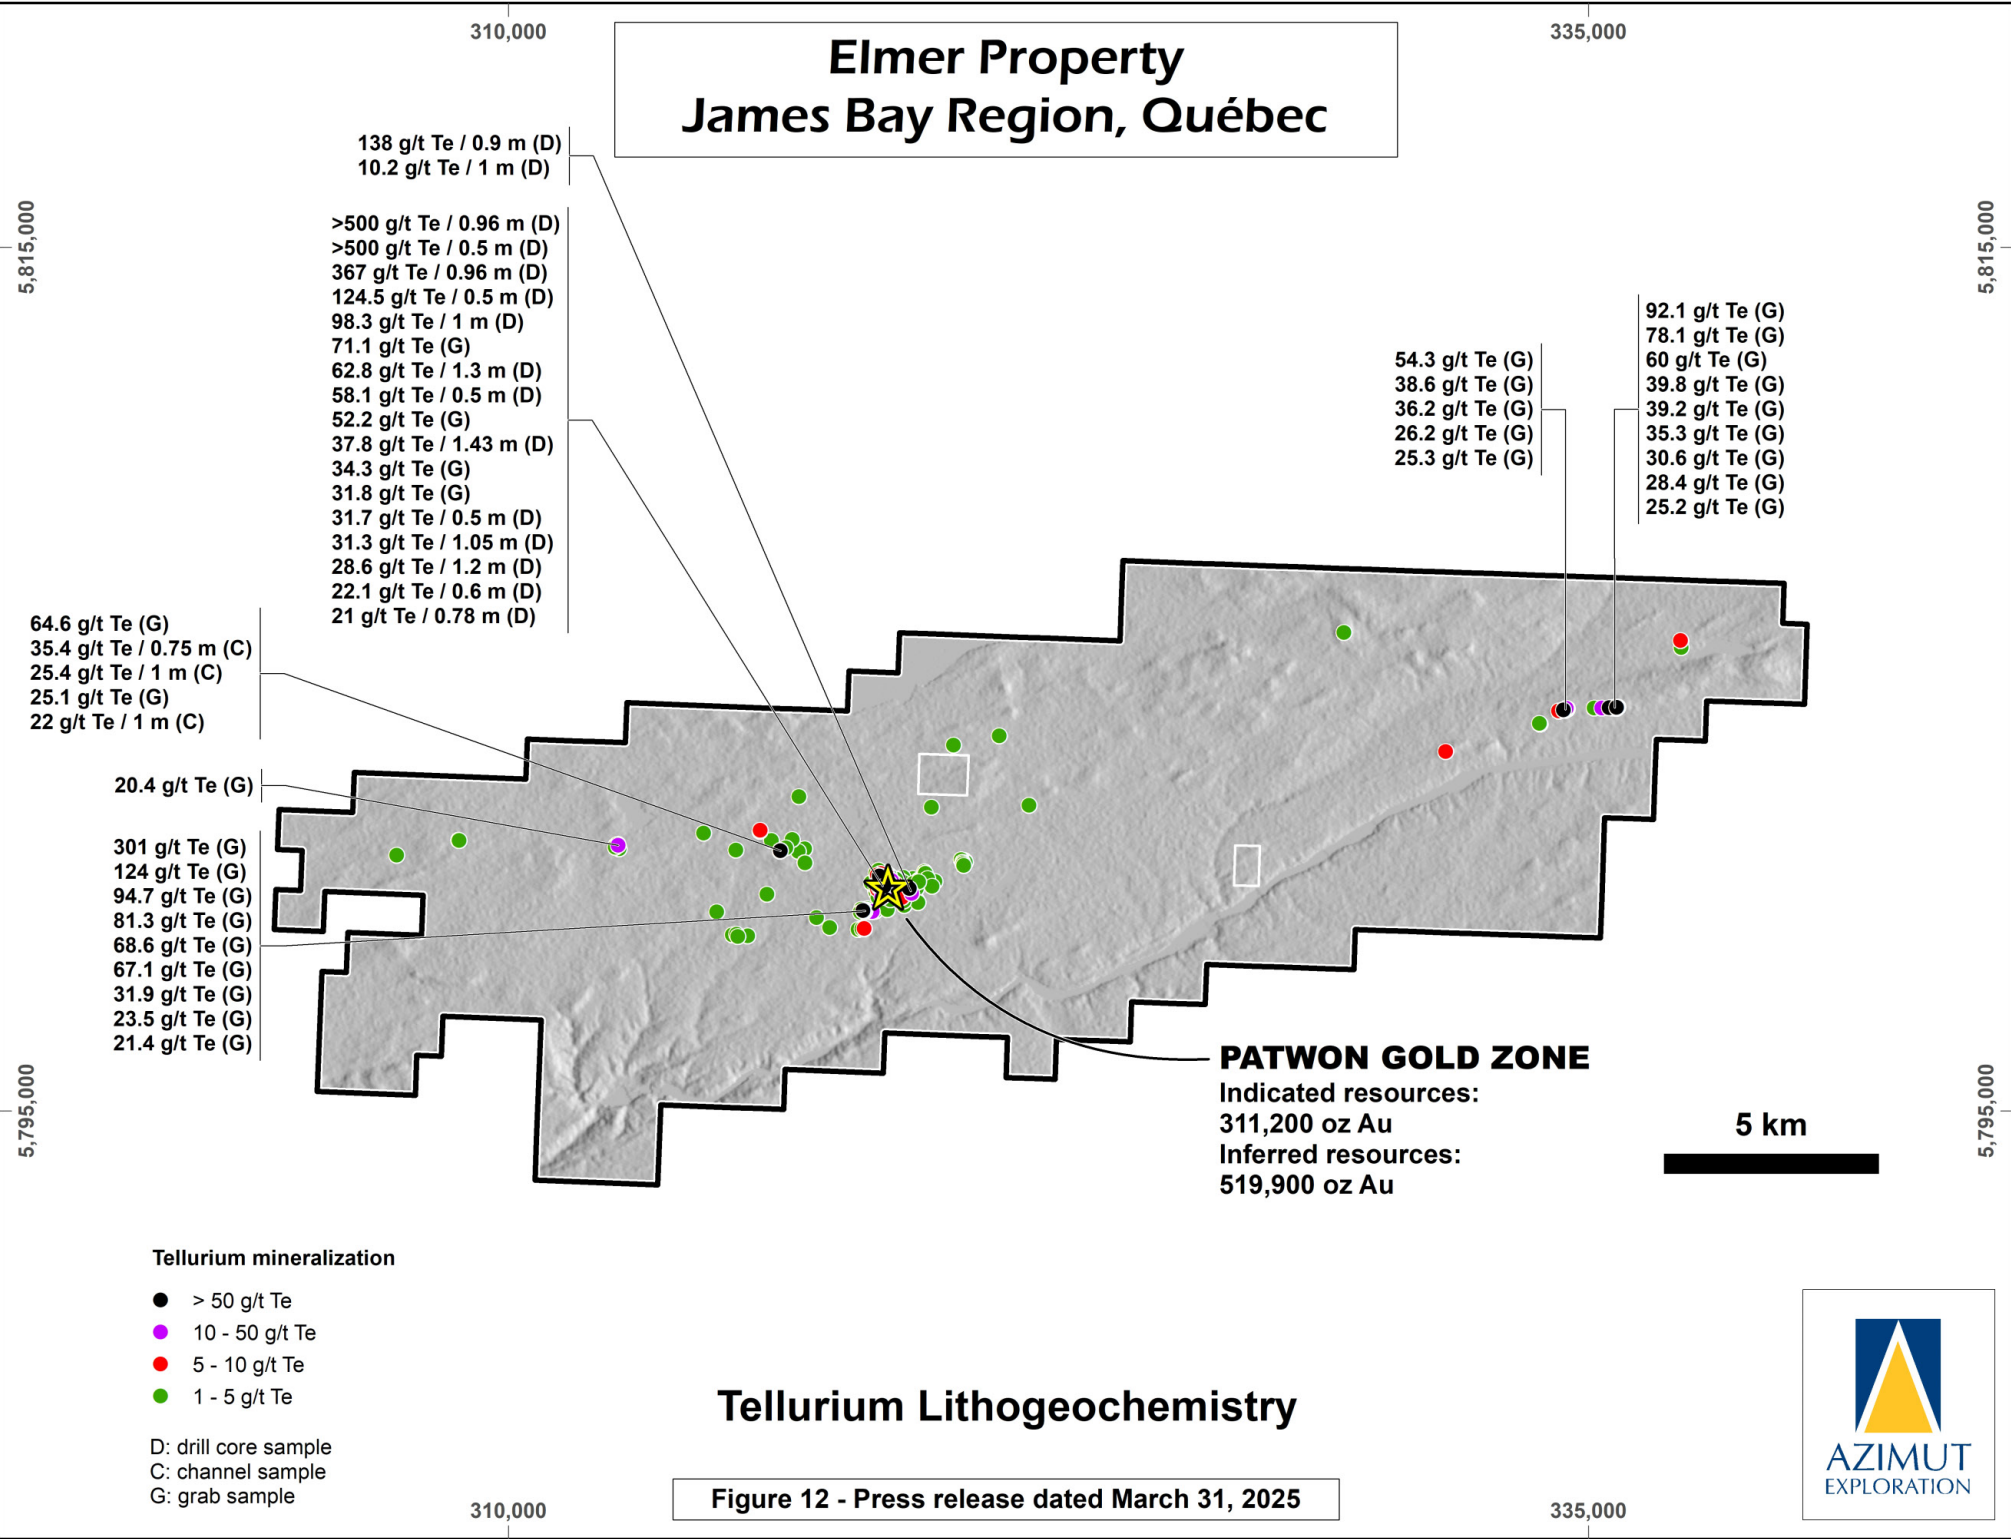 310,000
335,000
Elmer Property
James Bay Region, Québec
5,815,000
5,815,000
138 g/t Te / 0.9 m (D)
10.2 g/t Te / 1 m (D)
>500 g/t Te / 0.96 m (D)
>500 g/t Te / 0.5 m (D)
367 g/t Te / 0.96 m (D)
124.5 g/t Te / 0.5 m (D)
98.3 g/t Te / 1 m (D)
71.1 g/t Te (G)
62.8 g/t Te / 1.3 m (D)
58.1 g/t Te / 0.5 m (D)
52.2 g/t Te (G)
37.8 g/t Te / 1.43 m (D)
34.3 g/t Te (G)
31.8 g/t Te (G)
31.7 g/t Te / 0.5 m (D)
31.3 g/t Te / 1.05 m (D)
28.6 g/t Te / 1.2 m (D)
22.1 g/t Te / 0.6 m (D)
21 g/t Te / 0.78 m (D)
54.3 g/t Te (G)
38.6 g/t Te (G)
36.2 g/t Te (G)
26.2 g/t Te (G)
25.3 g/t Te (G)
92.1 g/t Te (G)
78.1 g/t Te (G)
60 g/t Te (G)
39.8 g/t Te (G)
39.2 g/t Te (G)
35.3 g/t Te (G)
30.6 g/t Te (G)
28.4 g/t Te (G)
25.2 g/t Te (G)
64.6 g/t Te (G)
35.4 g/t Te / 0.75 m (C)
25.4 g/t Te / 1 m (C)
25.1 g/t Te (G)
22 g/t Te / 1 m (C)
20.4 g/t Te (G)
301 g/t Te (G)
124 g/t Te (G)
94.7 g/t Te (G)
81.3 g/t Te (G)
68.6 g/t Te (G)
67.1 g/t Te (G)
31.9 g/t Te (G)
23.5 g/t Te (G)
21.4 g/t Te (G)
5,795,000
5,795,000
PATWON GOLD ZONE
Indicated resources:
311,200 oz Au
Inferred resources:
519,900 oz Au
5 km
Tellurium mineralization
> 50 g/t Te
10 - 50 g/t Te
5 - 10 g/t Te
1 - 5 g/t Te
D: drill core sample
C: channel sample
G: grab sample
Tellurium Lithogeochemistry
Figure 12 - Press release dated March 31, 2025
AZIMUT
EXPLORATION
310,000
335,000